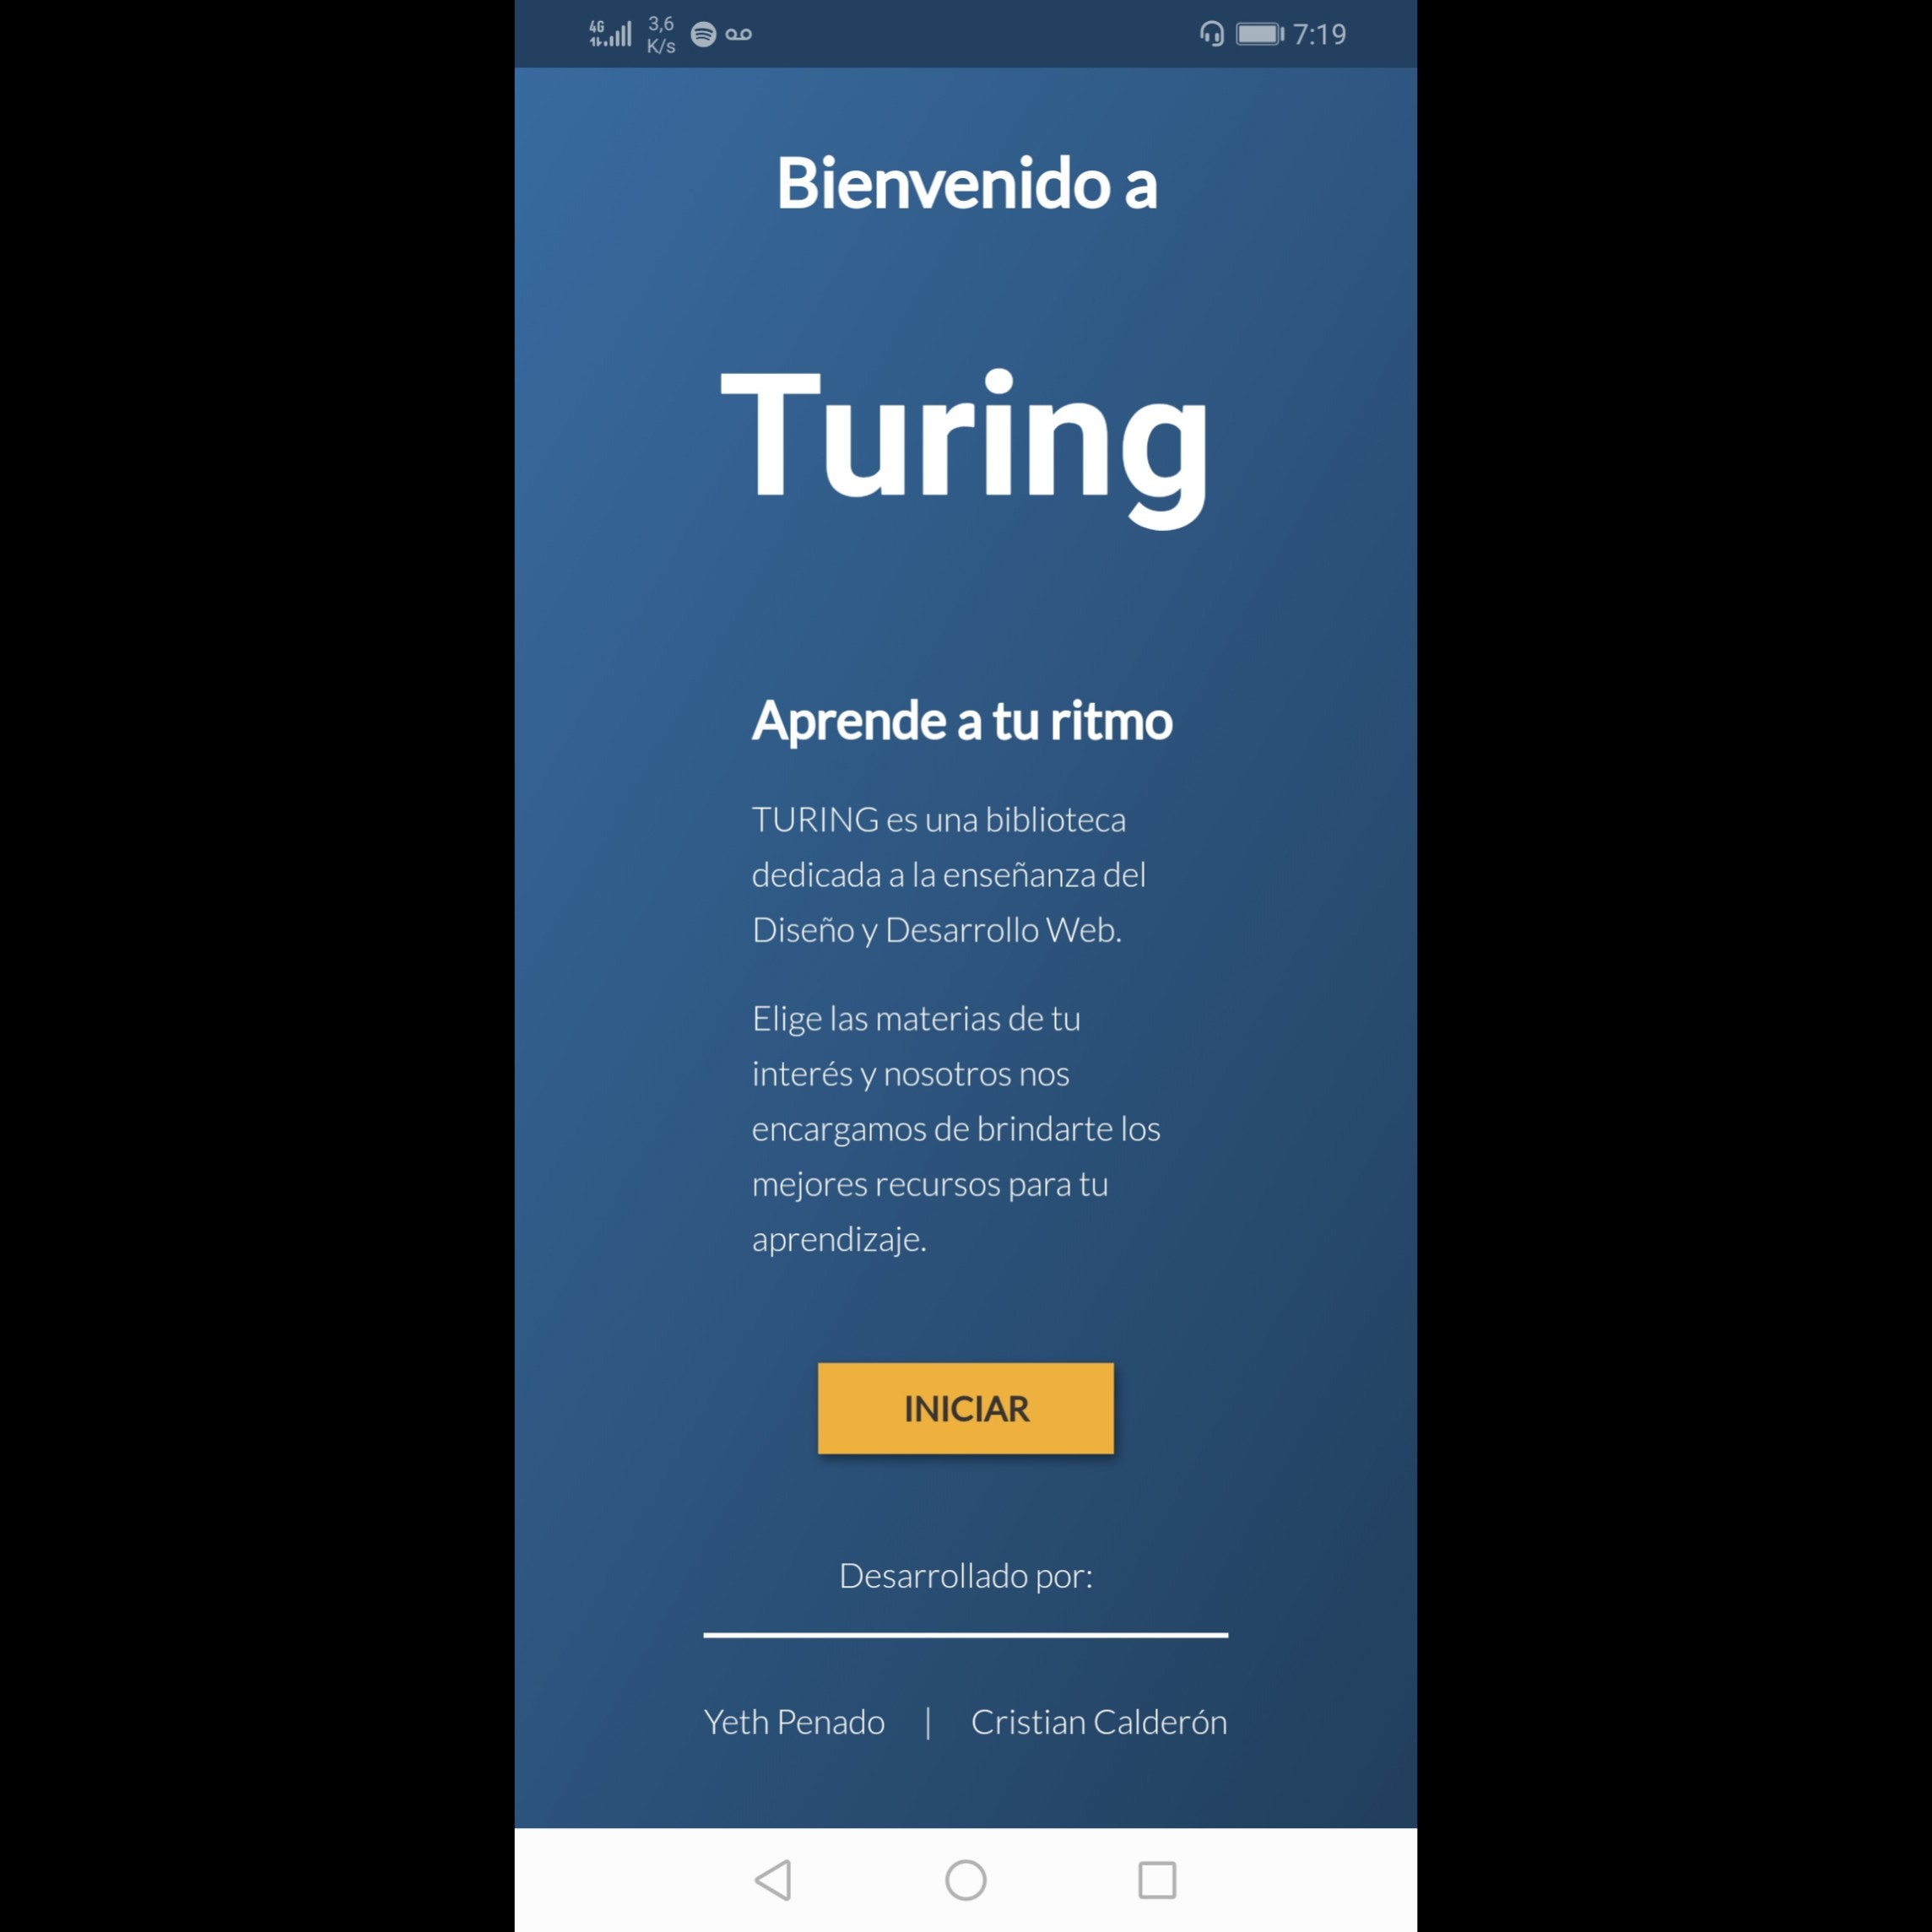 4G 3,6 K/s 7:19
Bienvenido a
Turing
Aprende a tu ritmo
TURING es una biblioteca
dedicada a la enseñanza del
Diseño y Desarrollo Web.
Elige las materias de tu
interés y nosotros nos
encargamos de brindarte los
mejores recursos para tu
aprendizaje.
INICIAR
Desarrollado por:
Yeth Penado | Cristian Calderón